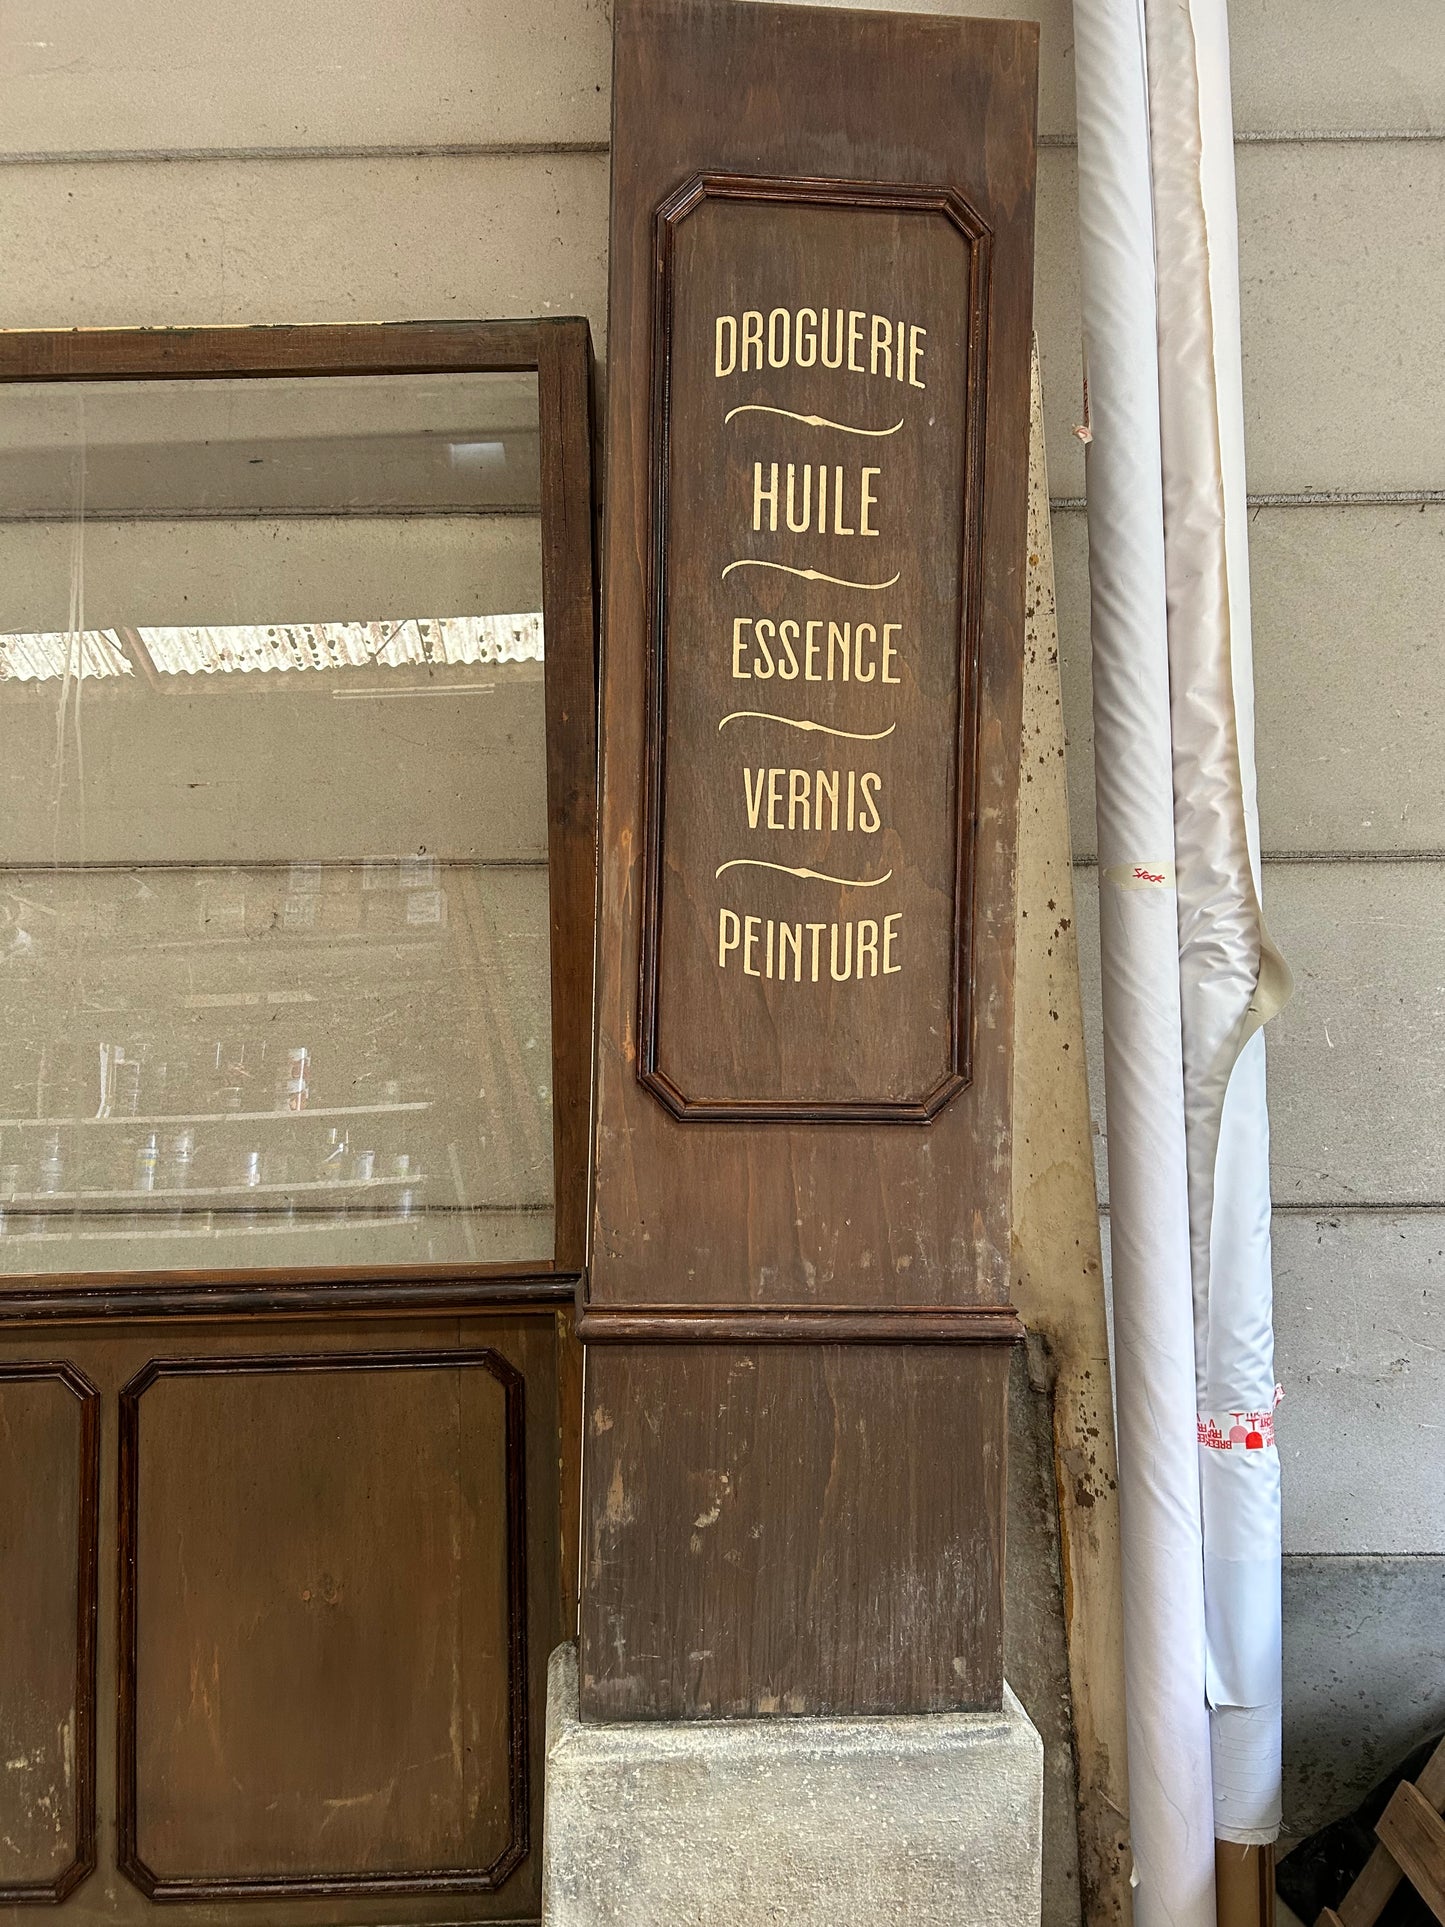 DROGUERIE
HUILE
ESSENCE
VERNIS
PEINTURE